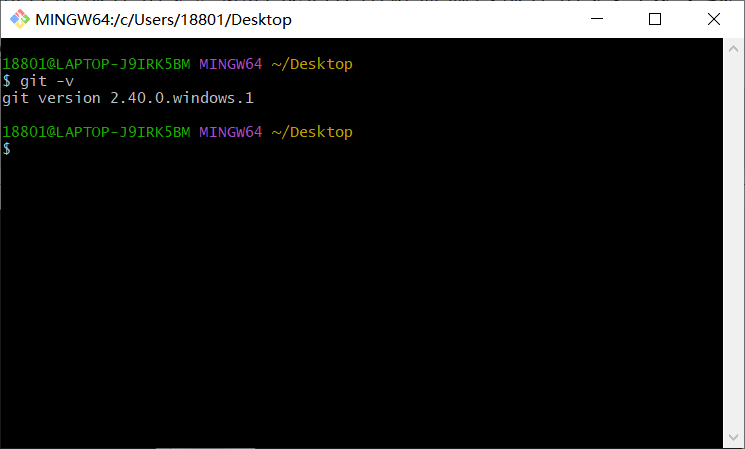 MINGW64:/c/Users/18801/Desktop
18801@LAPTOP-J9IRK5BM MINGW64 ~/Desktop
$ git -v
git version 2.40.0.windows.1
18801@LAPTOP-J9IRK5BM MINGW64 ~/Desktop
$